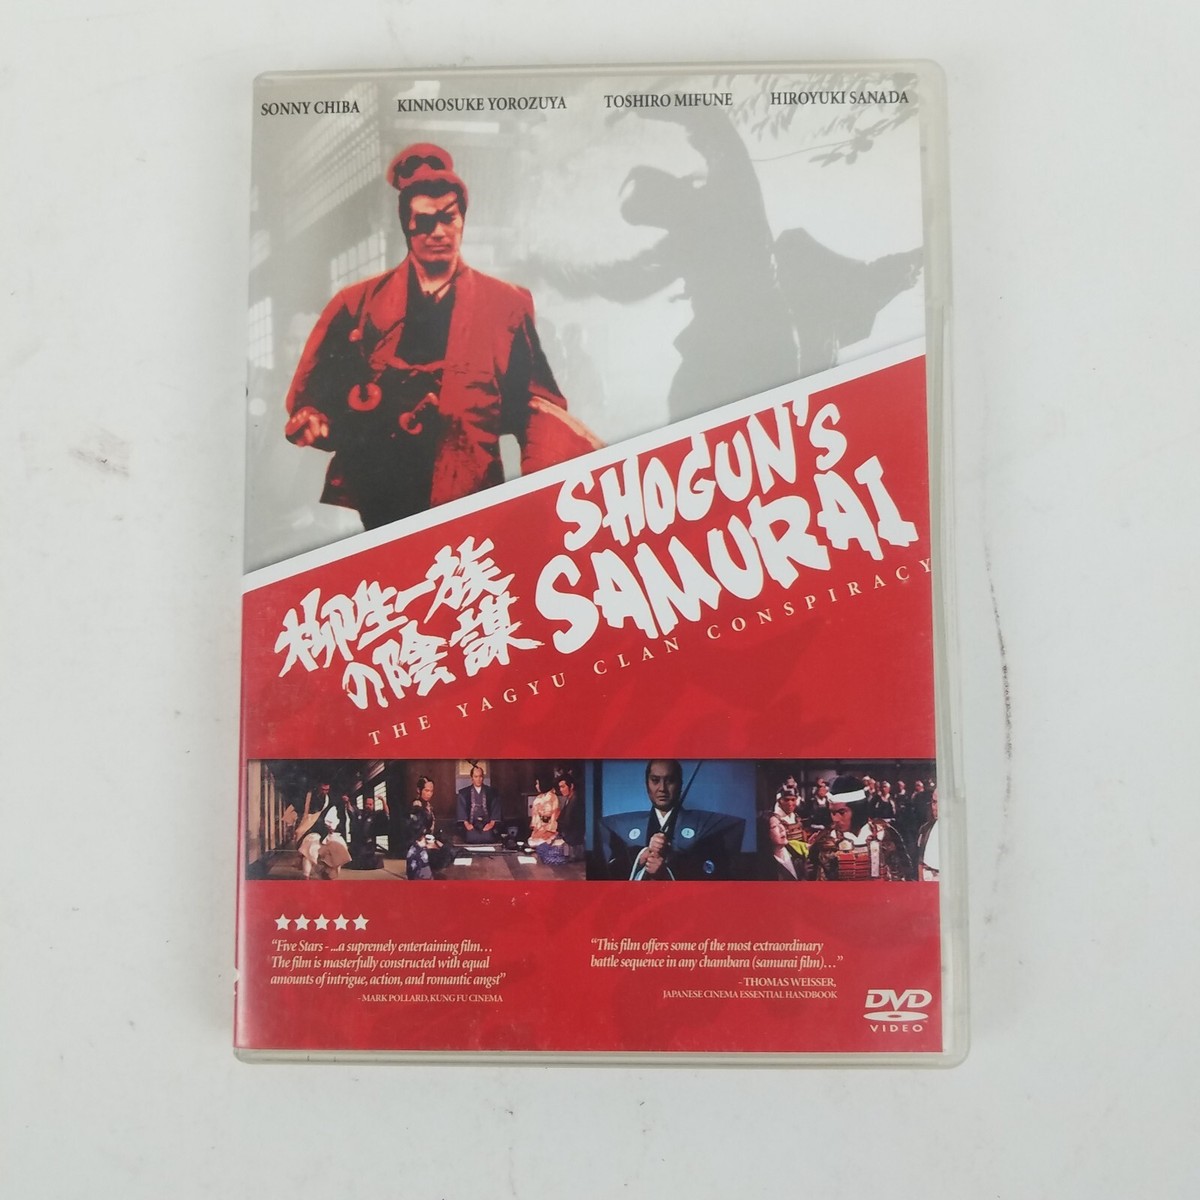 SONNY CHIBA KINNOSUKE YOROZUYA TOSHIRO MIFUNE HIROYUKI SANADA
SHOGUN'S
SAMURAI
柳生一族
の陰謀
THE YAGYU CLAN CONSPIRACY
"Five Stars - ...a supremely entertaining film...
The film is masterfully constructed with equal
amounts of intrigue, action, and romantic angst"
- MARK POLLARD, KUNG FU CINEMA
"This film offers some of the most extraordinary
battle sequence in any chambara (samurai film)..."
- THOMAS WEISSER,
JAPANESE CINEMA ESSENTIAL HANDBOOK
DVD
VIDEO